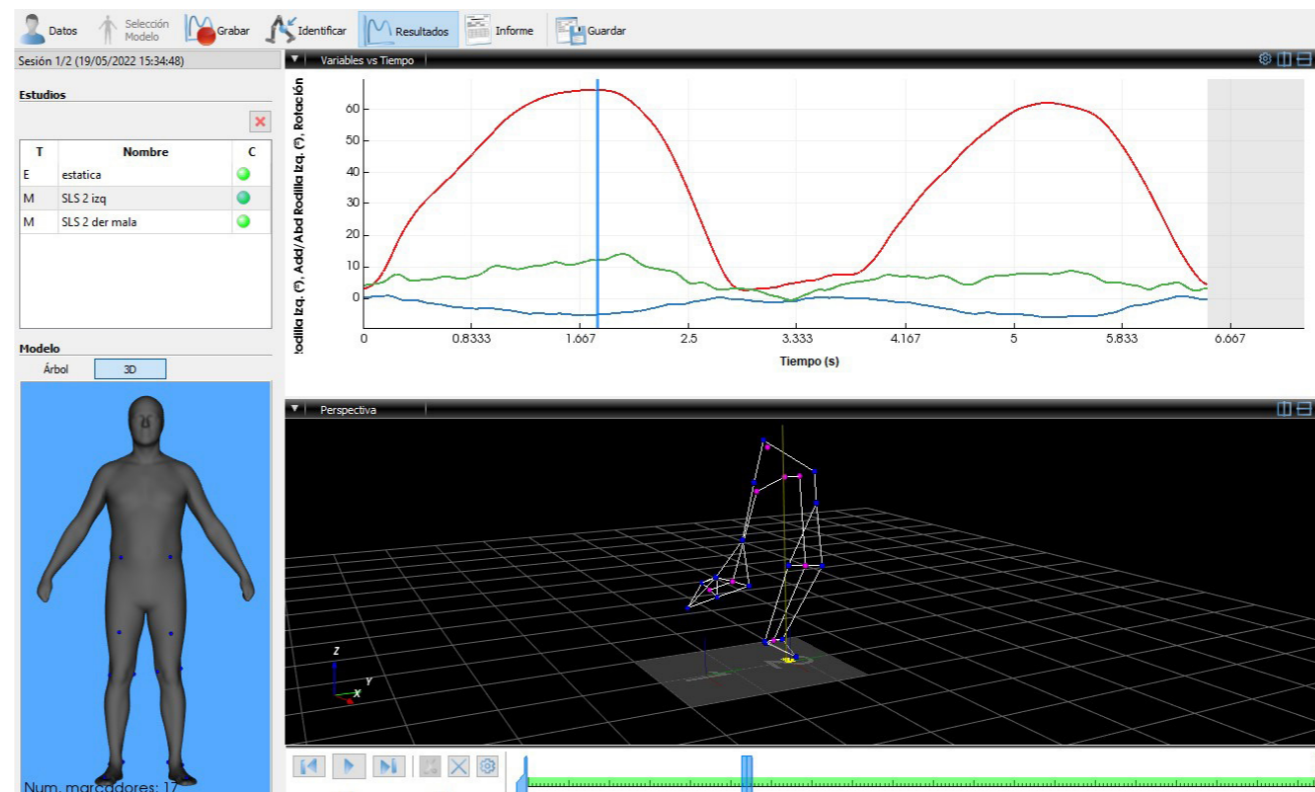 Datos
Selección
Modelo
Grabar
Identificar
Resultados
Informe
Guardar
Sesión 1/2 (19/05/2022 15:34:48)
Estudios
T Nombre C
E estatica
M SLS 2 izq
M SLS 2 der mala
Modelo
Árbol 3D
Num. marcadores: 17
Variables vs Tiempo
Izq. (º), Add/Abd Rodilla Izq. (º), Rotación
60
50
40
30
20
10
0
0 0.8333 1.667 2.5 3.333 4.167 5 5.833 6.667
Tiempo (s)
Perspectiva
Z
Y
X